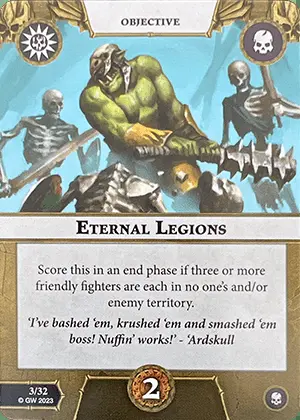 OBJECTIVE
ETERNAL LEGIONS
Score this in an end phase if three or more
friendly fighters are each in no one's and/or
enemy territory.
'I've bashed 'em, krushed 'em and smashed 'em
boss! Nuffin' works!' - 'Ardskull
3/32
© GW 2023
2